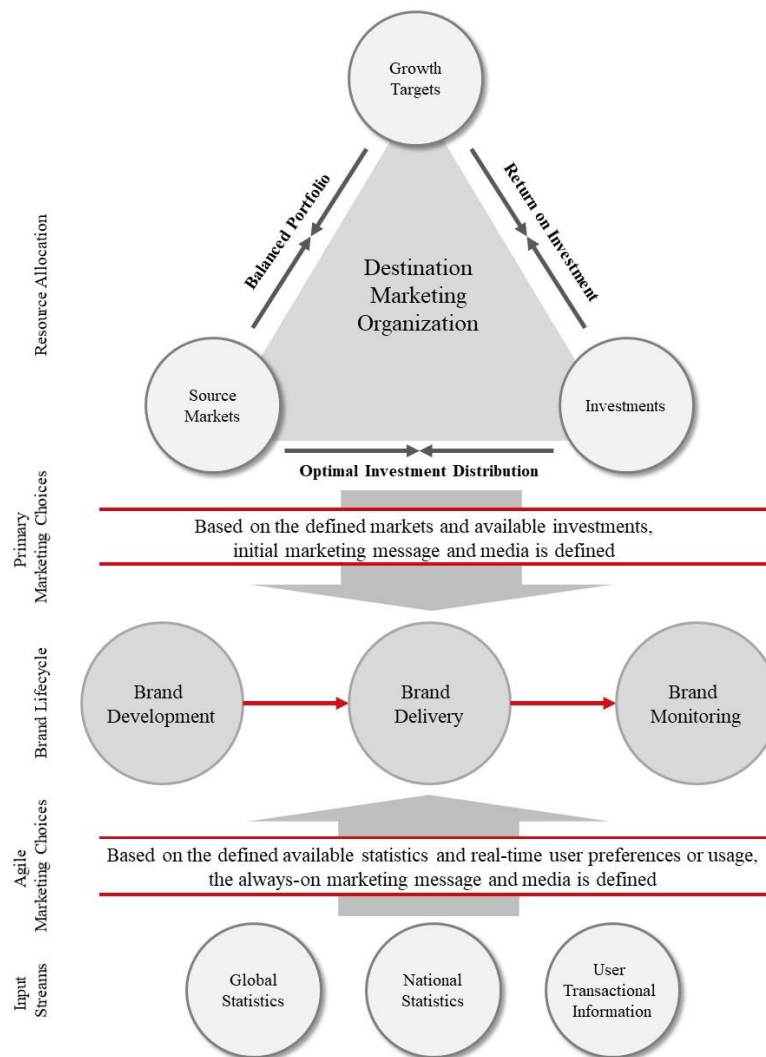 Growth
Targets
Balanced Portfolio
Return on Investment
Resource Allocation
Destination
Marketing
Organization
Source
Markets
Investments
Optimal Investment Distribution
Primary
Marketing Choices
Based on the defined markets and available investments,
initial marketing message and media is defined
Brand Lifecycle
Brand
Development
Brand
Delivery
Brand
Monitoring
Agile
Marketing Choices
Based on the defined available statistics and real-time user preferences or usage,
the always-on marketing message and media is defined
Input
Streams
Global
Statistics
National
Statistics
User
Transactional
Information